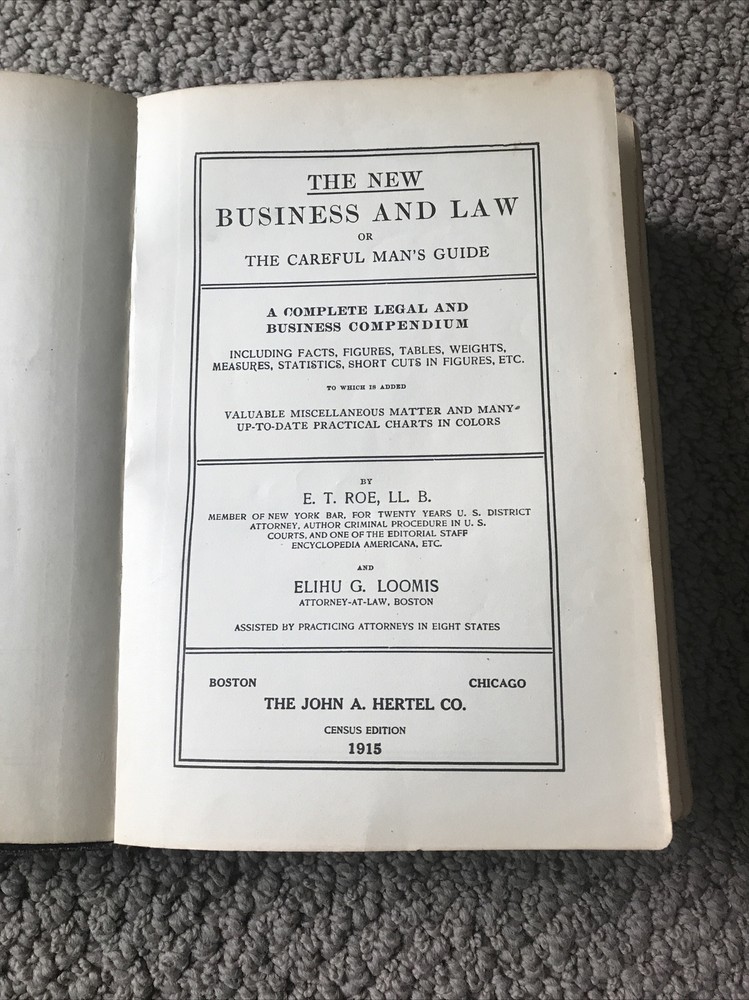 THE NEW
BUSINESS AND LAW
OR
THE CAREFUL MAN'S GUIDE
A COMPLETE LEGAL AND
BUSINESS COMPENDIUM
INCLUDING FACTS, FIGURES, TABLES, WEIGHTS,
MEASURES, STATISTICS, SHORT CUTS IN FIGURES, ETC.
TO WHICH IS ADDED
VALUABLE MISCELLANEOUS MATTER AND MANY
UP-TO-DATE PRACTICAL CHARTS IN COLORS
BY
E. T. ROE, LL. B.
MEMBER OF NEW YORK BAR, FOR TWENTY YEARS U. S. DISTRICT
ATTORNEY, AUTHOR CRIMINAL PROCEDURE IN U. S.
COURTS, AND ONE OF THE EDITORIAL STAFF
ENCYCLOPEDIA AMERICANA, ETC.
AND
ELIHU G. LOOMIS
ATTORNEY-AT-LAW, BOSTON
ASSISTED BY PRACTICING ATTORNEYS IN EIGHT STATES
BOSTON CHICAGO
THE JOHN A. HERTEL CO.
CENSUS EDITION
1915